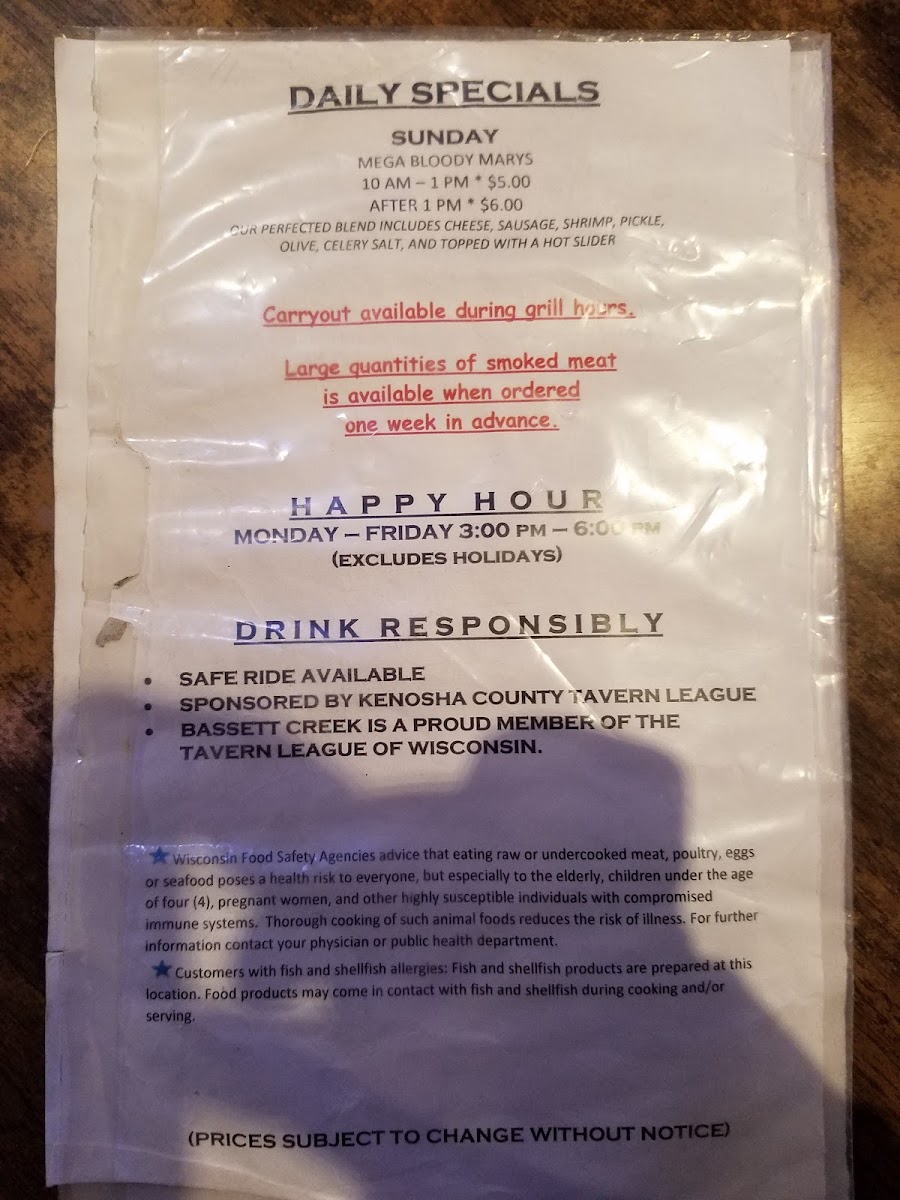 DAILY SPECIALS
SUNDAY
MEGA BLOODY MARYS
10 AM – 1 PM * $5.00
AFTER 1 PM * $6.00
OUR PERFECTED BLEND INCLUDES CHEESE, SAUSAGE, SHRIMP, PICKLE,
OLIVE, CELERY SALT, AND TOPPED WITH A HOT SLIDER
Carryout available during grill hours.
Large quantities of smoked meat
is available when ordered
one week in advance.
HAPPY HOUR
MONDAY – FRIDAY 3:00 PM – 6:00 PM
(EXCLUDES HOLIDAYS)
DRINK RESPONSIBLY
• SAFE RIDE AVAILABLE
• SPONSORED BY KENOSHA COUNTY TAVERN LEAGUE
• BASSETT CREEK IS A PROUD MEMBER OF THE
TAVERN LEAGUE OF WISCONSIN.
★ Wisconsin Food Safety Agencies advice that eating raw or undercooked meat, poultry, eggs
or seafood poses a health risk to everyone, but especially to the elderly, children under the age
of four (4), pregnant women, and other highly susceptible individuals with compromised
immune systems. Thorough cooking of such animal foods reduces the risk of illness. For further
information contact your physician or public health department.
★ Customers with fish and shellfish allergies: Fish and shellfish products are prepared at this
location. Food products may come in contact with fish and shellfish during cooking and/or
serving.
(PRICES SUBJECT TO CHANGE WITHOUT NOTICE)